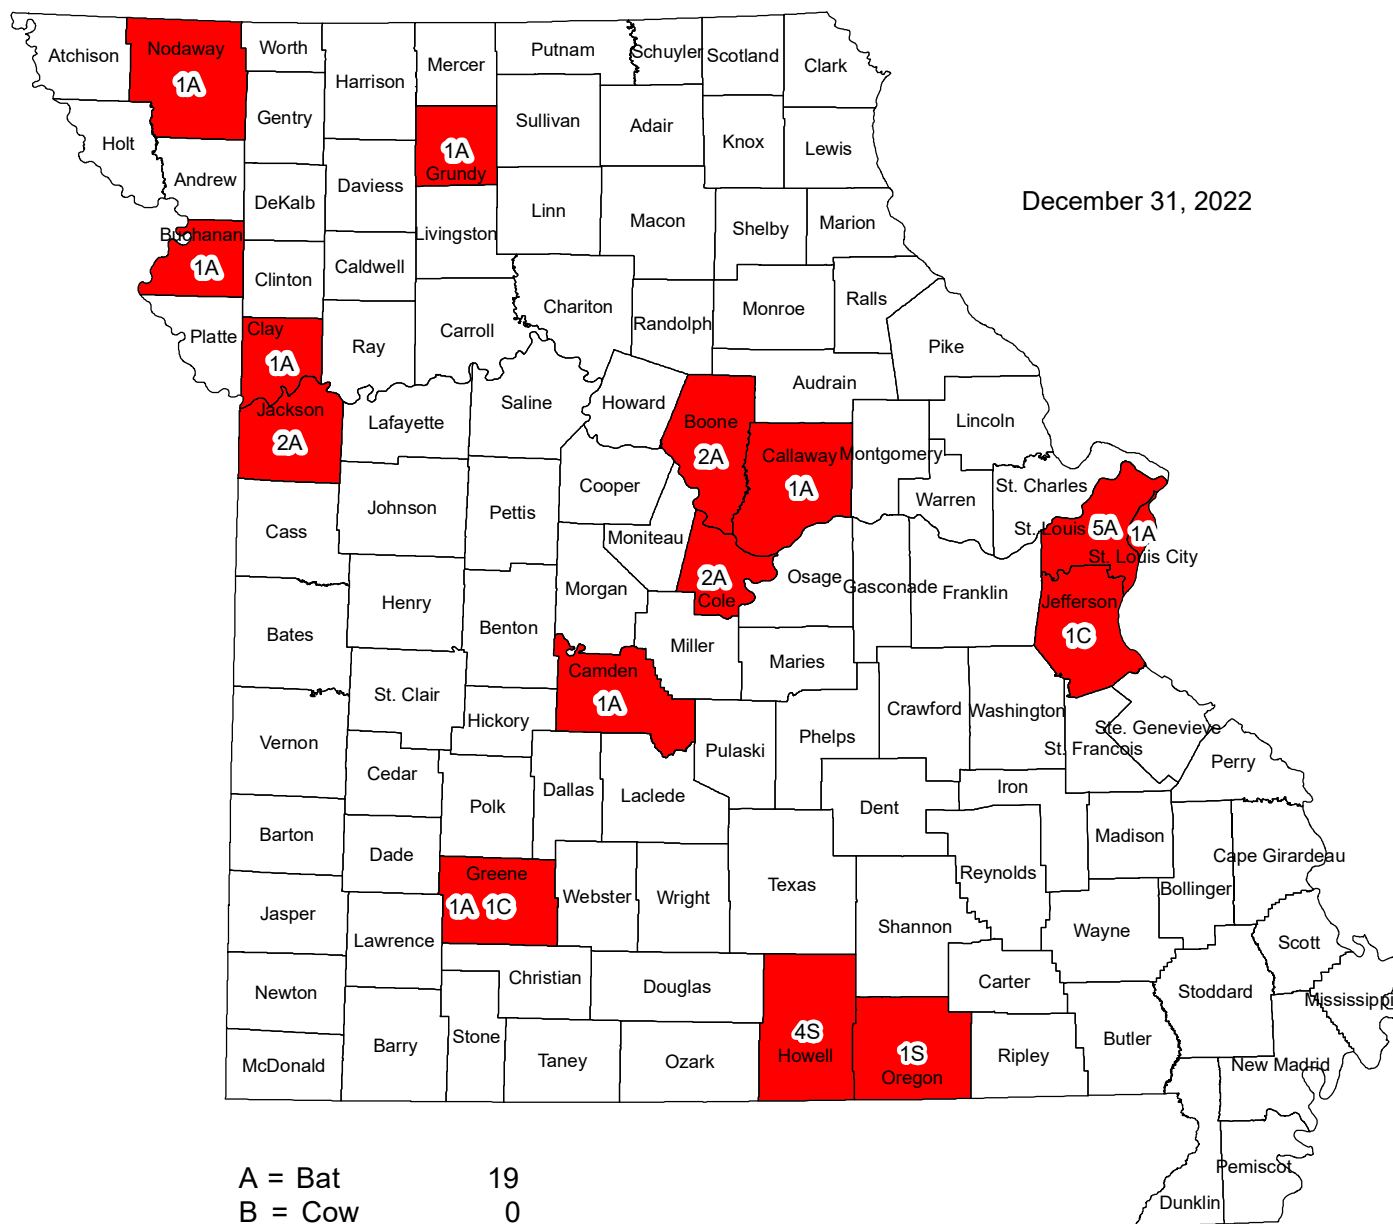 Atchison
Nodaway
1A
Worth
Harrison
Mercer
Putnam
Schuyler
Scotland
Clark
Holt
Gentry
1A
Grundy
Sullivan
Adair
Knox
Lewis
Andrew
DeKalb
Daviess
Livingston
Linn
Macon
Shelby
Marion
December 31, 2022
Buchanan
1A
Clinton
Caldwell
Chariton
Randolph
Monroe
Ralls
Platte
Clay
1A
Ray
Carroll
Pike
Audrain
Jackson
2A
Lafayette
Saline
Howard
Boone
2A
Callaway
1A
Montgomery
Lincoln
Cass
Johnson
Pettis
Cooper
Moniteau
Warren
St. Charles
St. Louis
5A
1A
St. Louis City
2A
Cole
Osage
Gasconade
Franklin
Jefferson
1C
Bates
Henry
Benton
Morgan
Miller
Maries
St. Clair
Hickory
Camden
1A
Vernon
Cedar
Polk
Dallas
Laclede
Pulaski
Phelps
Crawford
Washington
St. Francois
Ste. Genevieve
Perry
Dent
Iron
Barton
Dade
Greene
1A 1C
Webster
Wright
Texas
Reynolds
Madison
Bollinger
Cape Girardeau
Jasper
Lawrence
Shannon
Wayne
Scott
Newton
Christian
Douglas
Carter
Stoddard
Mississippi
McDonald
Barry
Stone
Taney
Ozark
4S
Howell
1S
Oregon
Ripley
Butler
New Madrid
Pemiscot
Dunklin
A = Bat 19
B = Cow 0